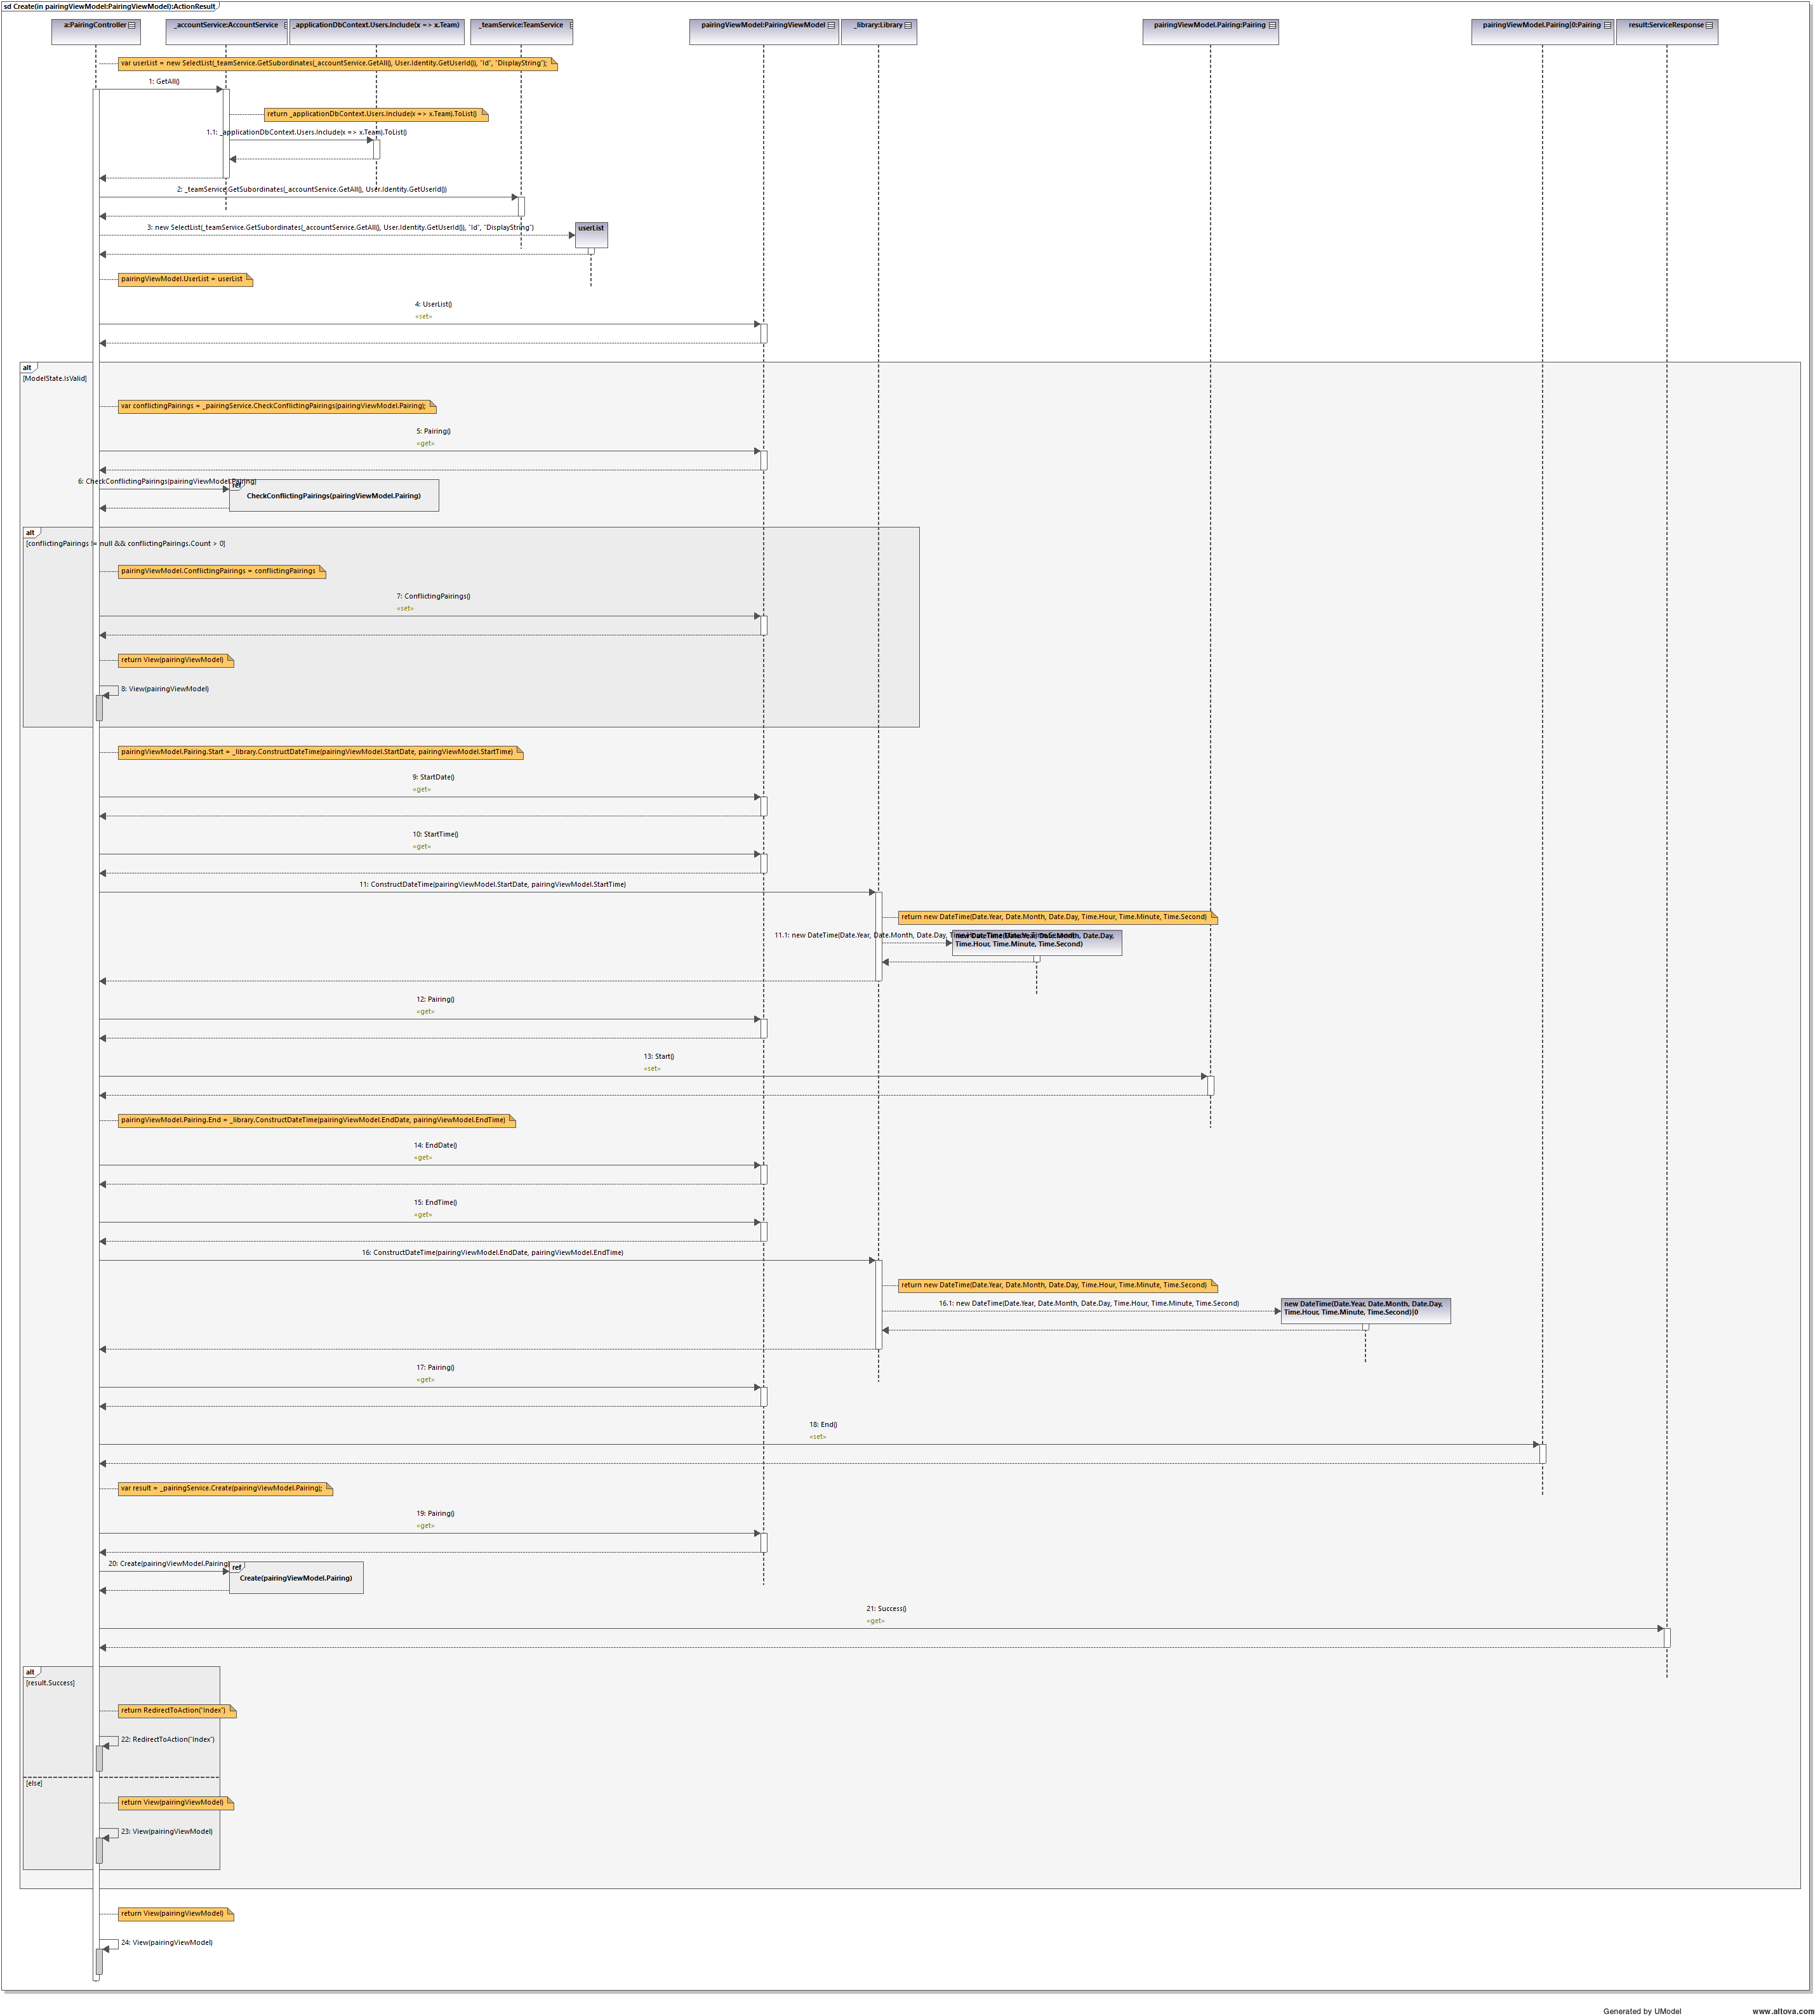 sd Create(in pairingViewModel:PairingViewModel):ActionResult
a:PairingController
_accountService:AccountService
_applicationDbContext.Users.Include(x => x.Team)
_teamService:TeamService
pairingViewModel:PairingViewModel
_library:Library
pairingViewModel.Pairing:Pairing
pairingViewModel.Pairing|0:Pairing
result:ServiceResponse
var userList = new SelectList(_teamService.GetSubordinates(_accountService.GetAll(), User.Identity.GetUserId()), "Id", "DisplayString");
1: GetAll()
return _applicationDbContext.Users.Include(x => x.Team).ToList()
1.1: _applicationDbContext.Users.Include(x => x.Team).ToList()
2: _teamService.GetSubordinates(_accountService.GetAll(), User.Identity.GetUserId())
3: new SelectList(_teamService.GetSubordinates(_accountService.GetAll(), User.Identity.GetUserId()), "Id", "DisplayString")
userList
pairingViewModel.UserList = userList
4: UserList()
«set»
alt
[ModelState.IsValid]
var conflictingPairings = _pairingService.CheckConflictingPairings(pairingViewModel.Pairing);
5: Pairing()
«get»
6: CheckConflictingPairings(pairingViewModel.Pairing)
ref
CheckConflictingPairings(pairingViewModel.Pairing)
alt
[conflictingPairings != null && conflictingPairings.Count > 0]
pairingViewModel.ConflictingPairings = conflictingPairings
7: ConflictingPairings()
«set»
return View(pairingViewModel)
8: View(pairingViewModel)
pairingViewModel.Pairing.Start = _library.ConstructDateTime(pairingViewModel.StartDate, pairingViewModel.StartTime)
9: StartDate()
«get»
10: StartTime()
«get»
11: ConstructDateTime(pairingViewModel.StartDate, pairingViewModel.StartTime)
return new DateTime(Date.Year, Date.Month, Date.Day, Time.Hour, Time.Minute, Time.Second)
11.1: new DateTime(Date.Year, Date.Month, Date.Day, Time.Hour, Time.Minute, Time.Second)
new DateTime(Date.Year, Date.Month, Date.Day,
Time.Hour, Time.Minute, Time.Second)
12: Pairing()
«get»
13: Start()
«set»
pairingViewModel.Pairing.End = _library.ConstructDateTime(pairingViewModel.EndDate, pairingViewModel.EndTime)
14: EndDate()
«get»
15: EndTime()
«get»
16: ConstructDateTime(pairingViewModel.EndDate, pairingViewModel.EndTime)
return new DateTime(Date.Year, Date.Month, Date.Day, Time.Hour, Time.Minute, Time.Second)
16.1: new DateTime(Date.Year, Date.Month, Date.Day, Time.Hour, Time.Minute, Time.Second)
new DateTime(Date.Year, Date.Month, Date.Day,
Time.Hour, Time.Minute, Time.Second)|0
17: Pairing()
«get»
18: End()
«set»
var result = _pairingService.Create(pairingViewModel.Pairing);
19: Pairing()
«get»
20: Create(pairingViewModel.Pairing)
ref
Create(pairingViewModel.Pairing)
21: Success()
«get»
alt
[result.Success]
return RedirectToAction("Index")
22: RedirectToAction("Index")
[else]
return View(pairingViewModel)
23: View(pairingViewModel)
return View(pairingViewModel)
24: View(pairingViewModel)
Generated by UModel
www.altova.com